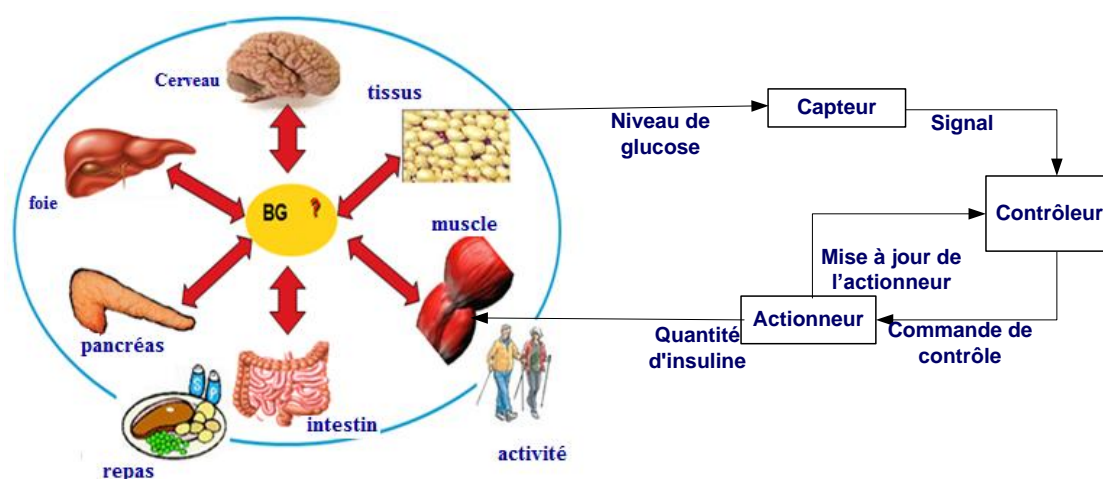 Cerveau
tissus
foie
BG ?
muscle
pancréas
intestin
repas
S P
activité
Niveau de
glucose
Capteur
Signal
Contrôleur
Mise à jour de
l'actionneur
Actionneur
Quantité
d'insuline
Commande de
contrôle